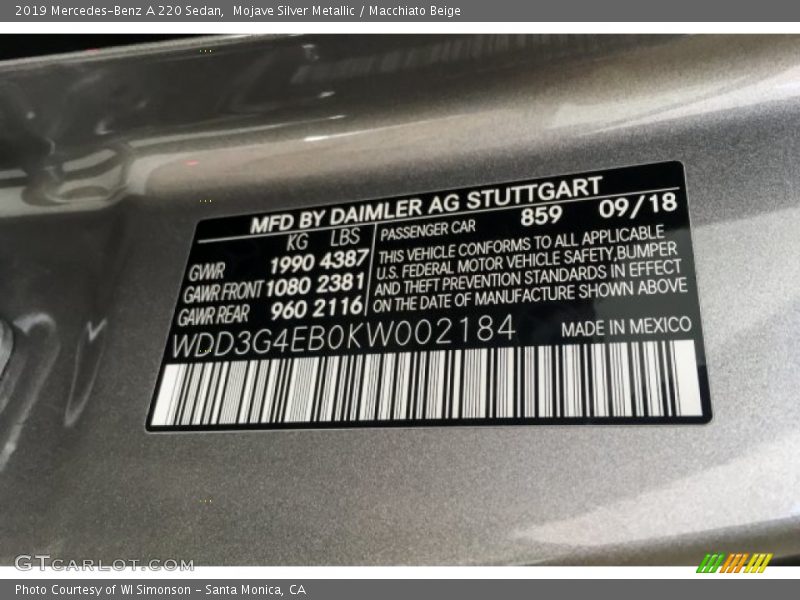 2019 Mercedes-Benz A 220 Sedan, Mojave Silver Metallic / Macchiato Beige
MFD BY DAIMLER AG STUTTGART
KG LBS PASSENGER CAR 859 09/18
GWWR 1990 4387
GAWR FRONT 1080 2381
GAWR REAR 960 2116
THIS VEHICLE CONFORMS TO ALL APPLICABLE
U.S. FEDERAL MOTOR VEHICLE SAFETY,BUMPER
AND THEFT PREVENTION STANDARDS IN EFFECT
ON THE DATE OF MANUFACTURE SHOWN ABOVE
WDD3G4EB0KW002184 MADE IN MEXICO
GTCARLOT.COM
Photo Courtesy of WI Simonson - Santa Monica, CA